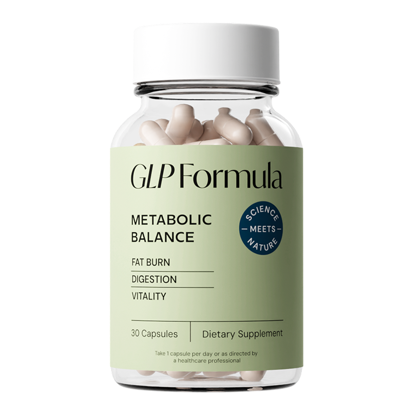 GLP Formula
METABOLIC
BALANCE
SCIENCE
— MEETS —
NATURE
FAT BURN
DIGESTION
VITALITY
30 Capsules | Dietary Supplement
Take 1 capsule per day or as directed by
a healthcare professional